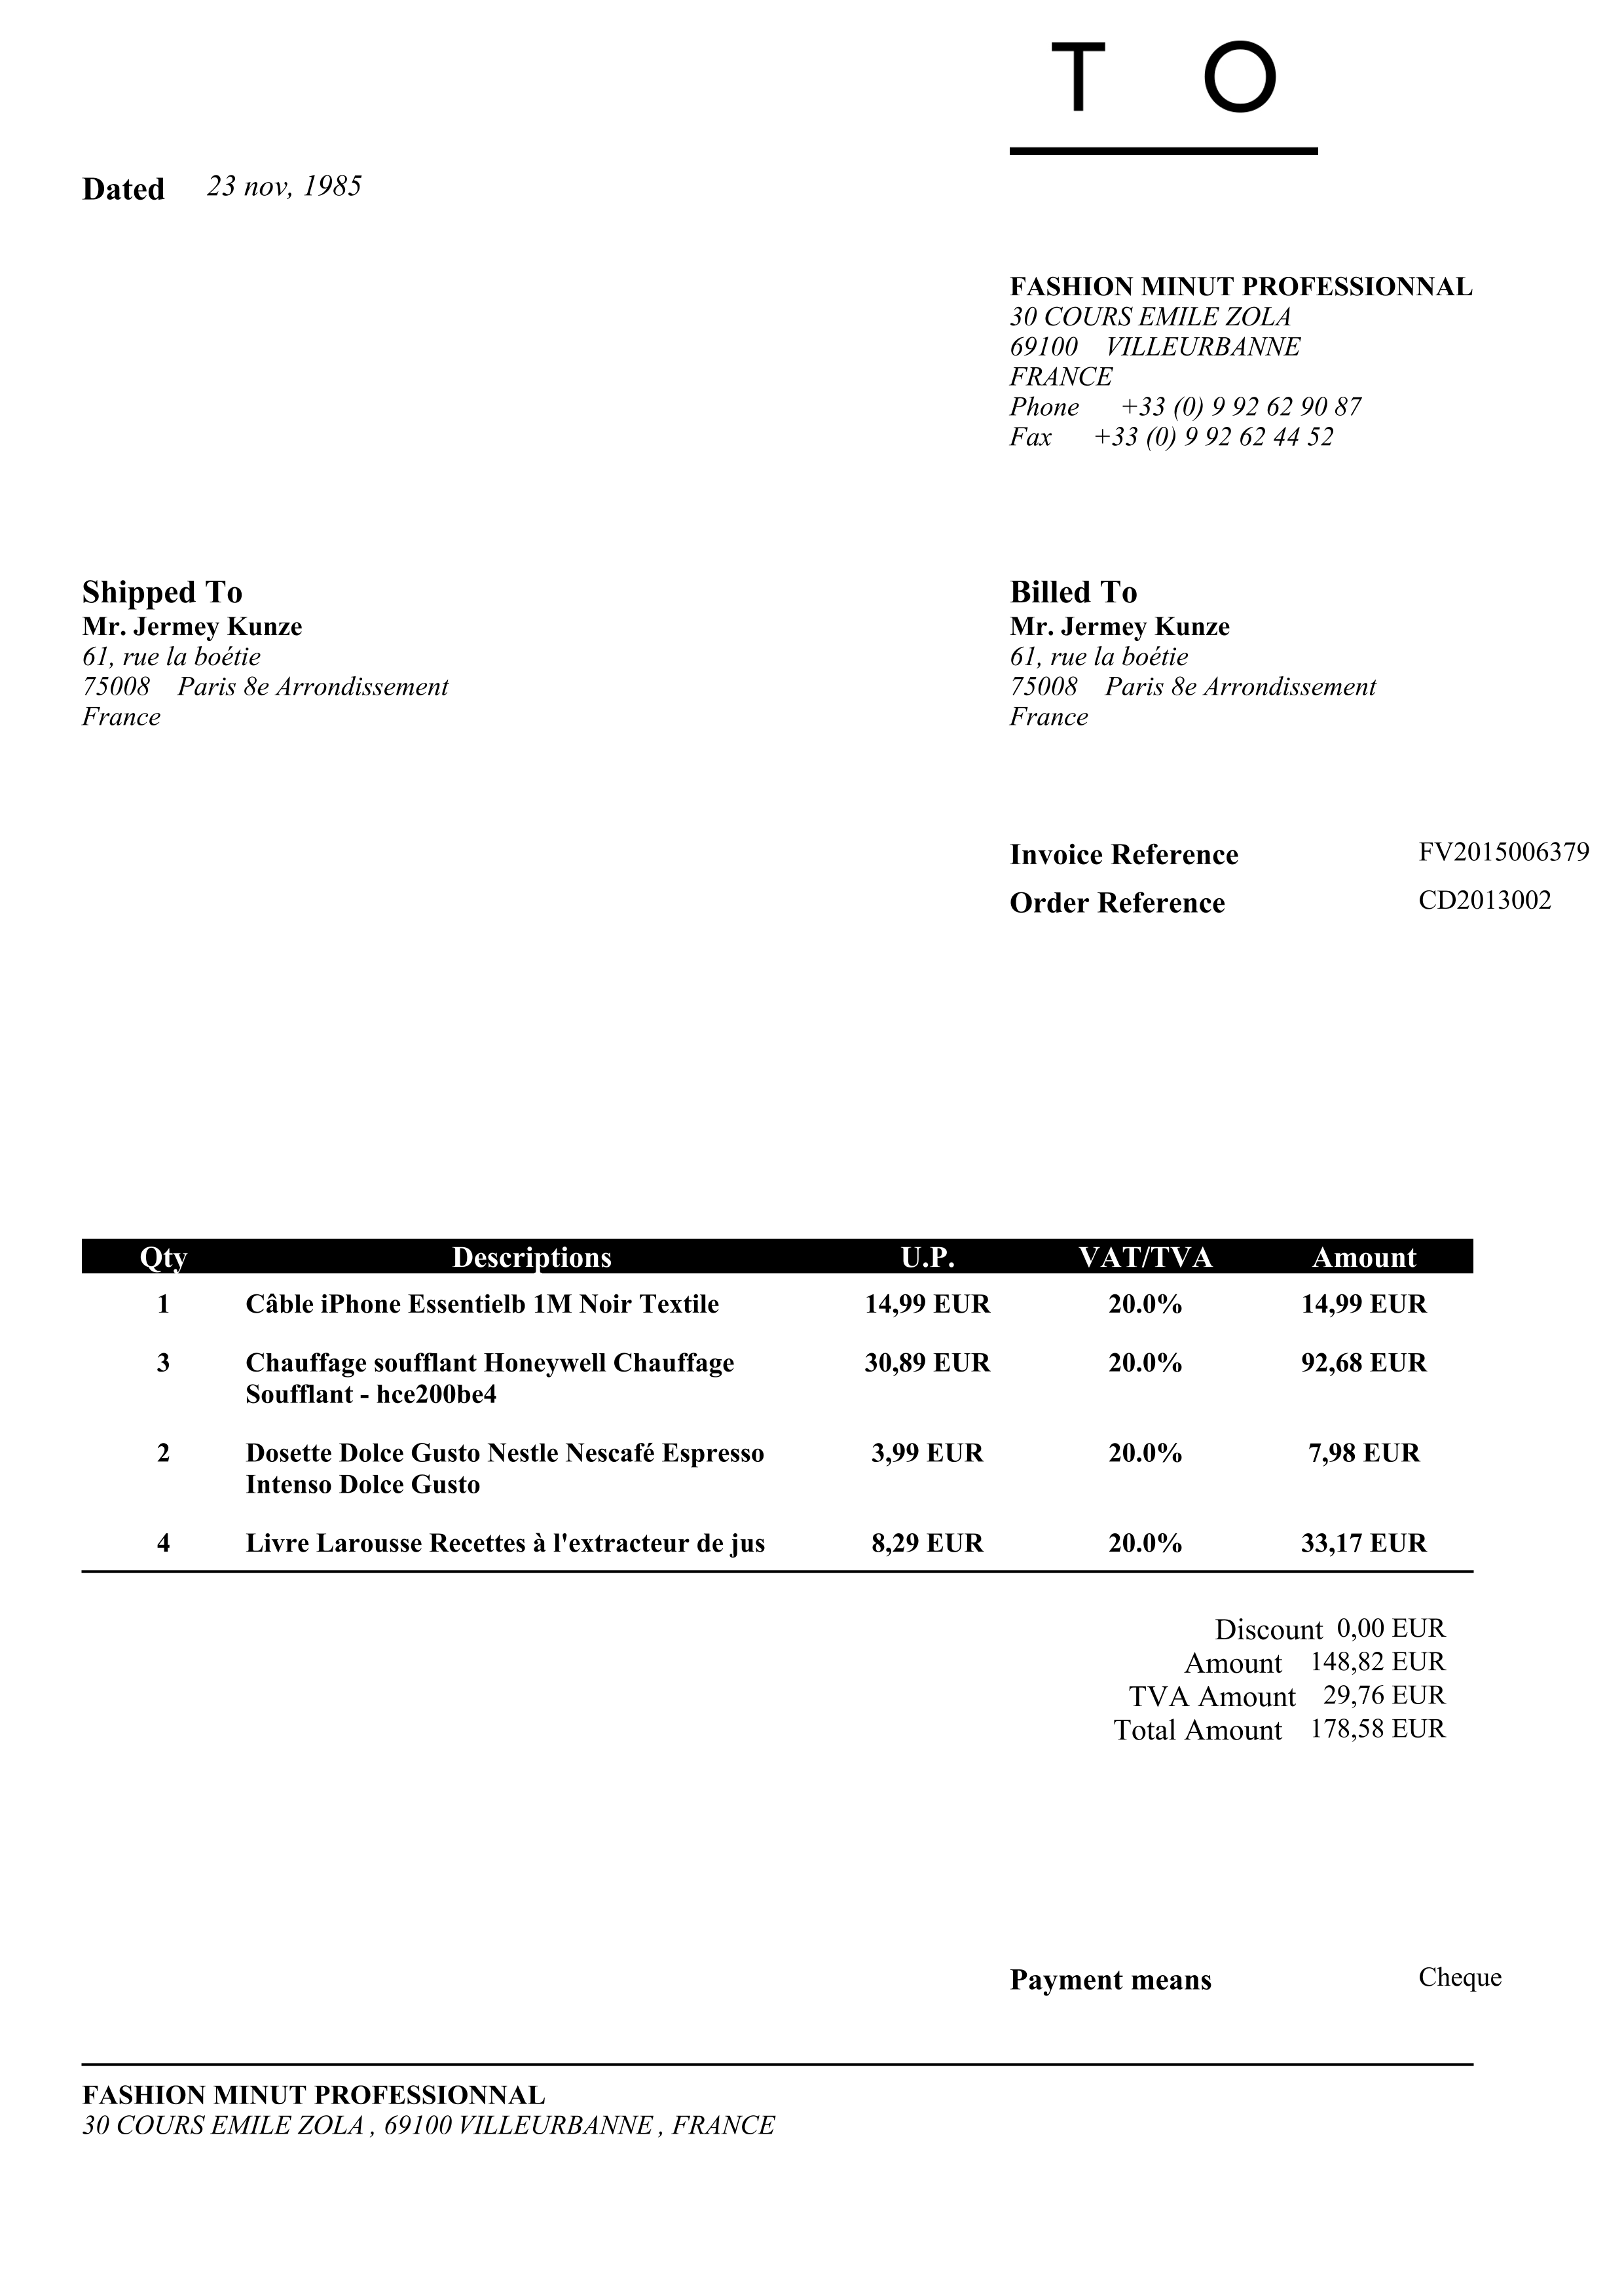 T O
Dated 23 nov, 1985
FASHION MINUT PROFESSIONNAL
30 COURS EMILE ZOLA
69100 VILLEURBANNE
FRANCE
Phone +33 (0) 9 92 62 90 87
Fax +33 (0) 9 92 62 44 52
Shipped To
Mr. Jermey Kunze
61, rue la boétie
75008 Paris 8e Arrondissement
France
Billed To
Mr. Jermey Kunze
61, rue la boétie
75008 Paris 8e Arrondissement
France
Invoice Reference FV2015006379
Order Reference CD2013002
Qty Descriptions U.P. VAT/TVA Amount
1 Câble iPhone Essentielb 1M Noir Textile 14,99 EUR 20.0% 14,99 EUR
3 Chauffage soufflant Honeywell Chauffage 30,89 EUR 20.0% 92,68 EUR
Soufflant - hce200be4
2 Dosette Dolce Gusto Nestle Nescafé Espresso 3,99 EUR 20.0% 7,98 EUR
Intenso Dolce Gusto
4 Livre Larousse Recettes à l'extracteur de jus 8,29 EUR 20.0% 33,17 EUR
Discount 0,00 EUR
Amount 148,82 EUR
TVA Amount 29,76 EUR
Total Amount 178,58 EUR
Payment means Cheque
FASHION MINUT PROFESSIONNAL
30 COURS EMILE ZOLA , 69100 VILLEURBANNE , FRANCE